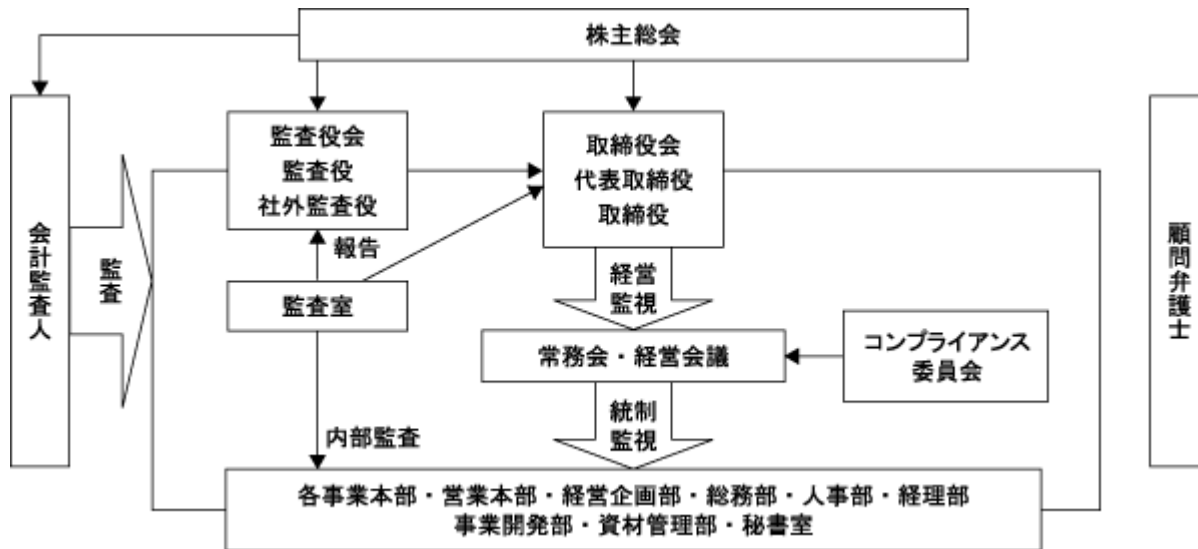 株主総会
監査役会
監査役
社外監査役
取締役会
代表取締役
取締役
会計監査人
監査
報告
監査室
経営
監視
常務会・経営会議
コンプライアンス
委員会
顧問弁護士
統制
監視
内部監査
各事業本部・営業本部・経営企画部・総務部・人事部・経理部
事業開発部・資材管理部・秘書室